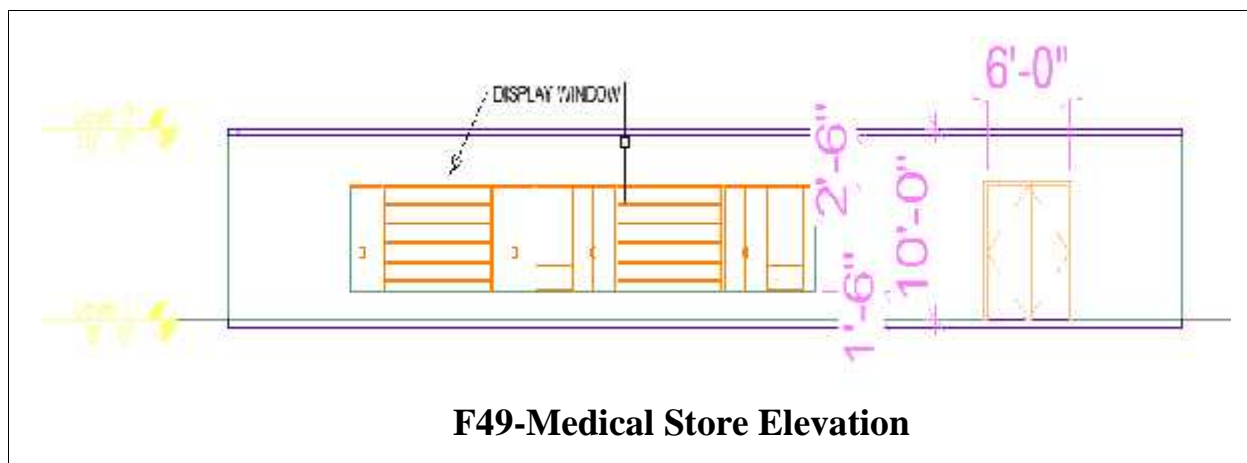 6'-0"
DISPLAY WINDOW
2'-6"
10'-0"
1'-6"
F49-Medical Store Elevation